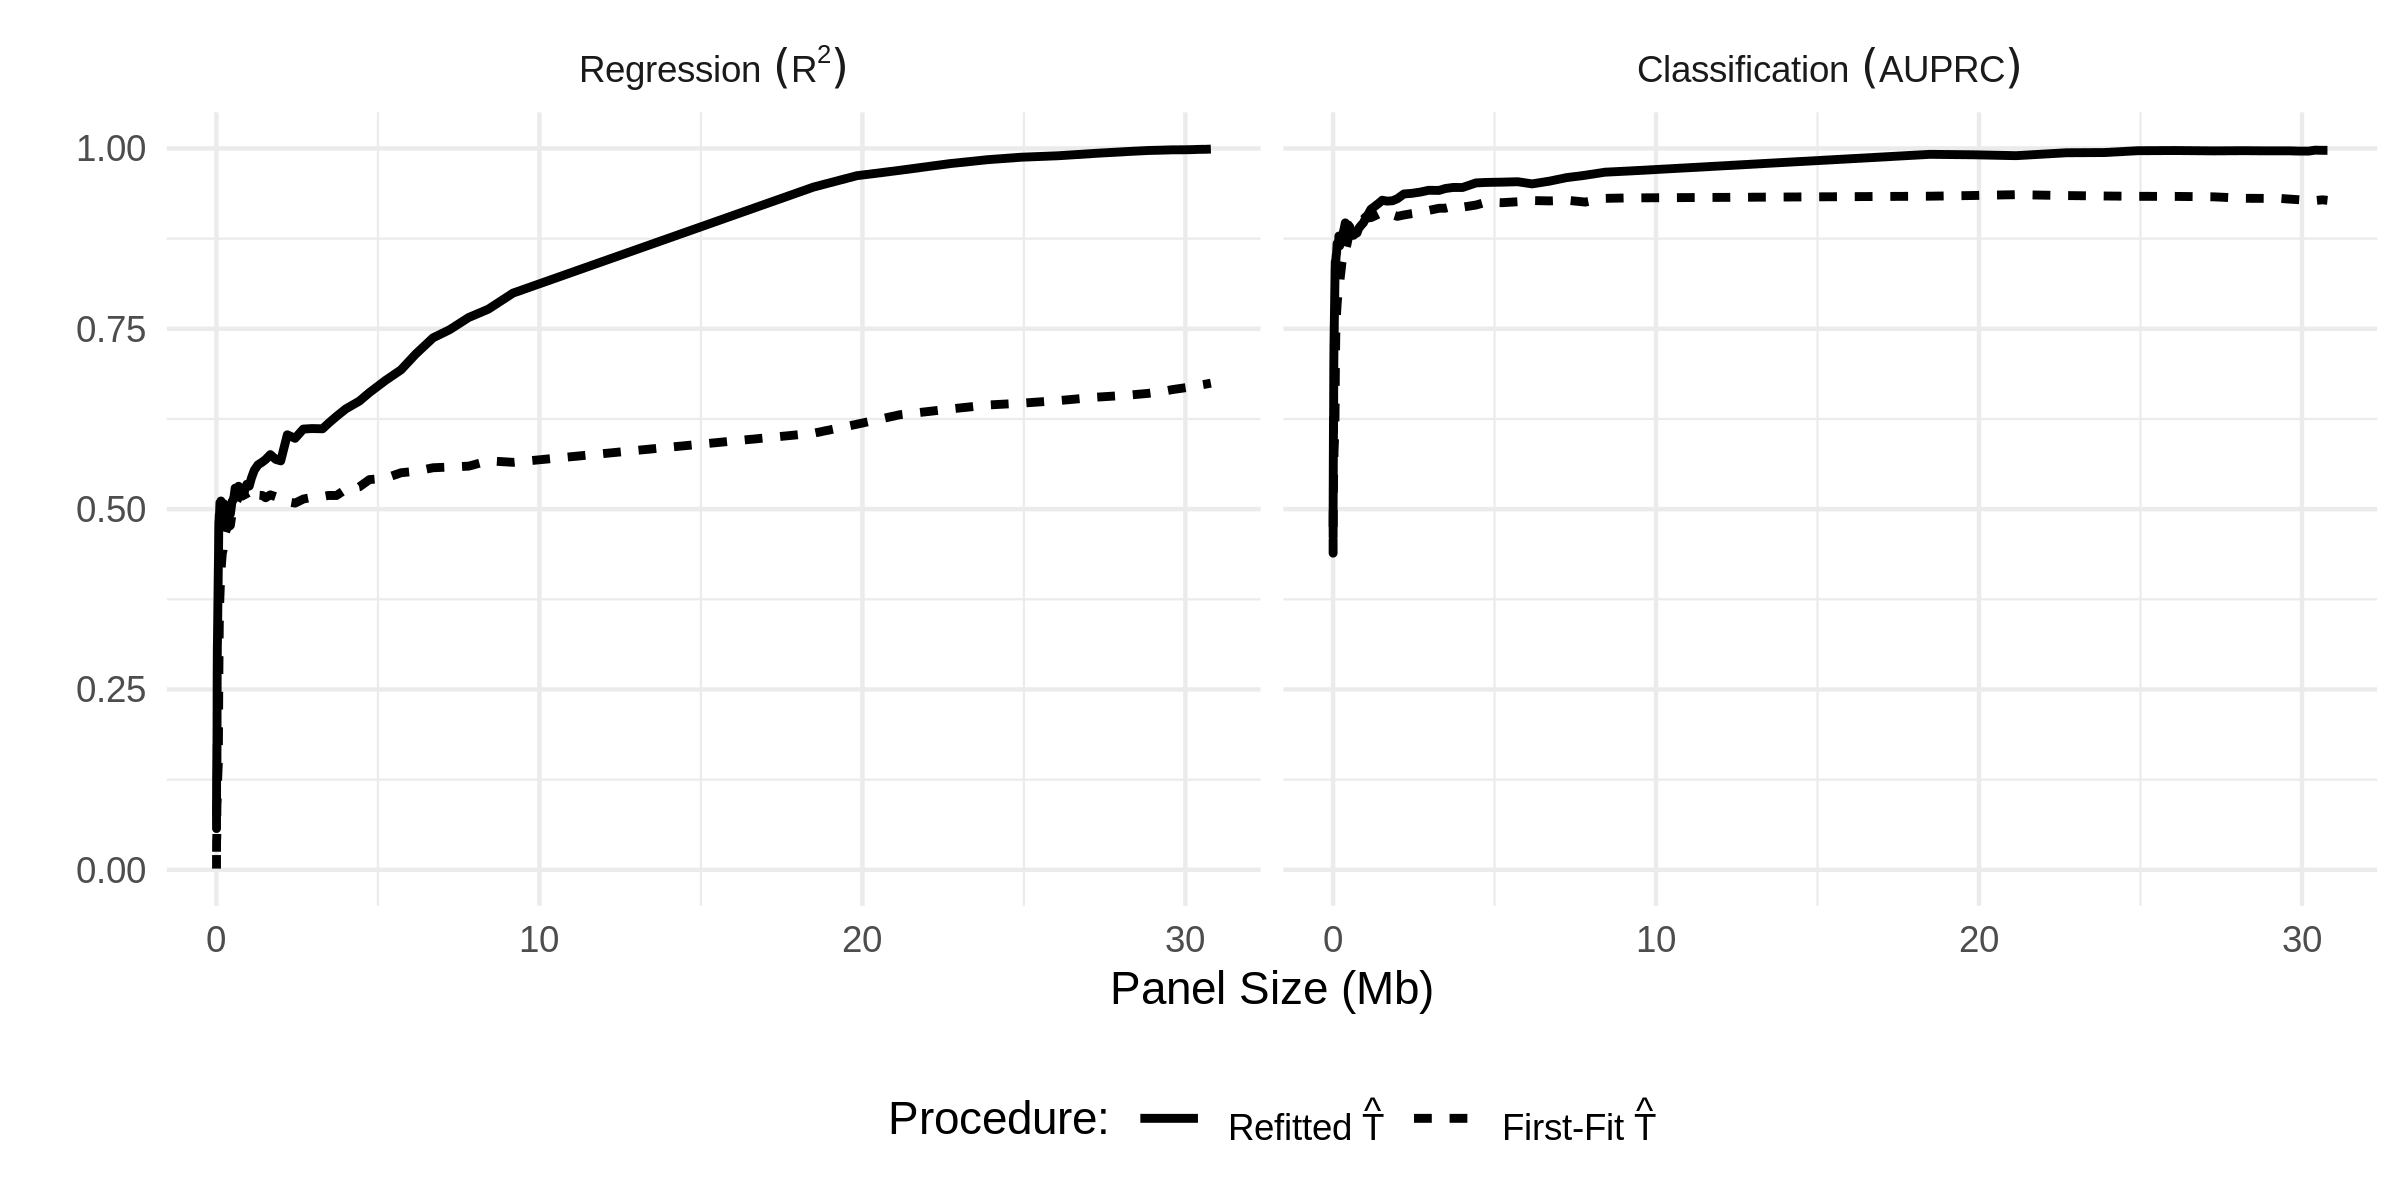 Regression (R²)
Classification (AUPRC)
1.00
0.75
0.50
0.25
0.00
0 10 20 30
0 10 20 30
Panel Size (Mb)
Procedure: Refitted T̂ First-Fit T̂